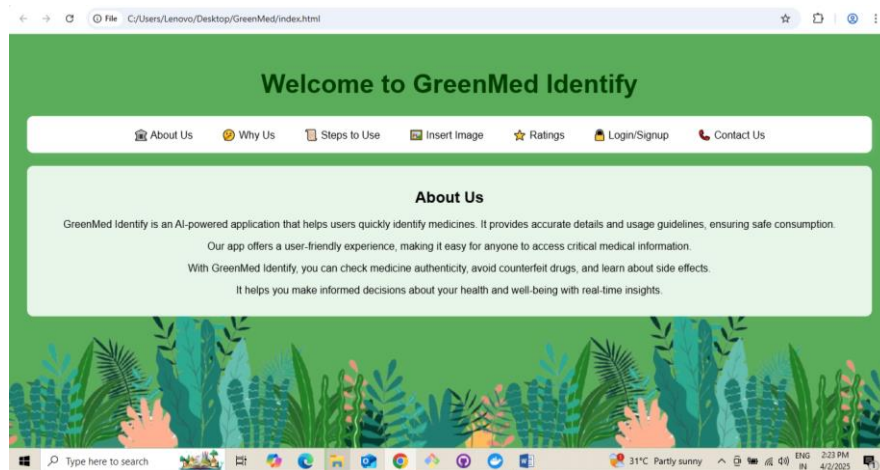 File C:/Users/Lenovo/Desktop/GreenMed/index.html
Welcome to GreenMed Identify
About Us Why Us Steps to Use Insert Image Ratings Login/Signup Contact Us
About Us
GreenMed Identify is an AI-powered application that helps users quickly identify medicines. It provides accurate details and usage guidelines, ensuring safe consumption.
Our app offers a user-friendly experience, making it easy for anyone to access critical medical information.
With GreenMed Identify, you can check medicine authenticity, avoid counterfeit drugs, and learn about side effects.
It helps you make informed decisions about your health and well-being with real-time insights.
Type here to search 31°C Partly sunny ENG 2:23 PM
IN 4/2/2025